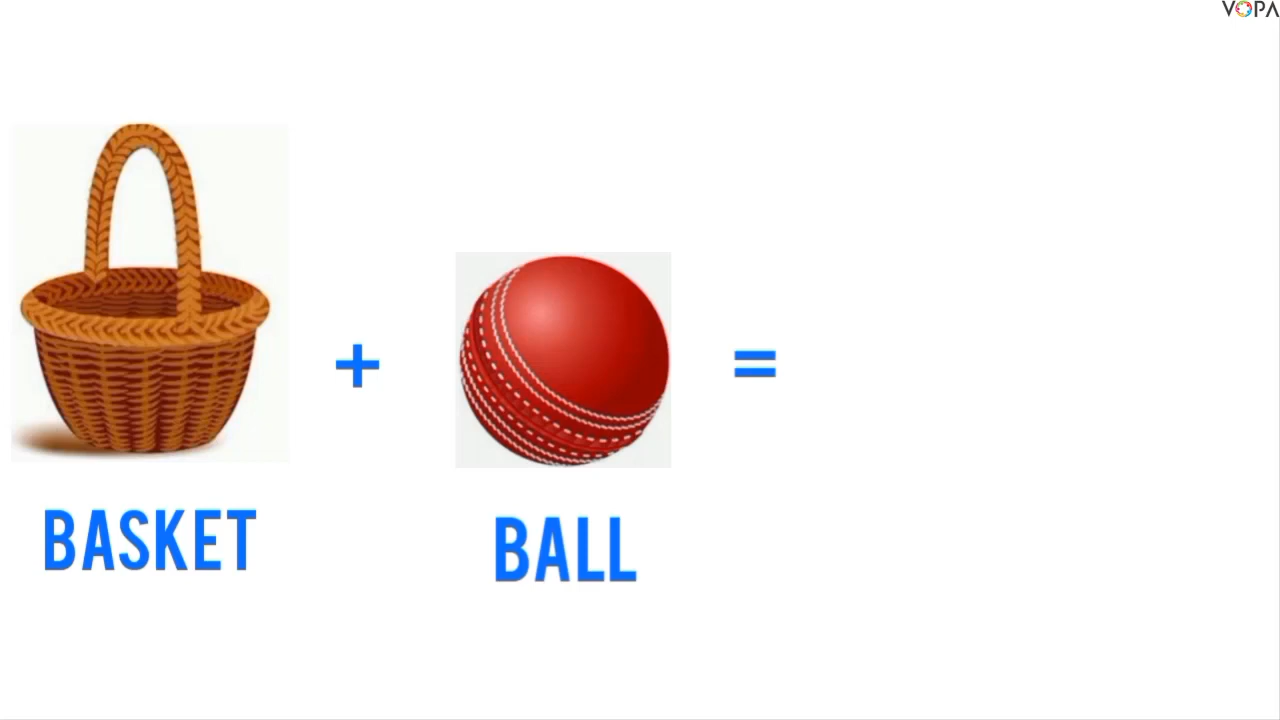 VOPA
+ =
BASKET BALL